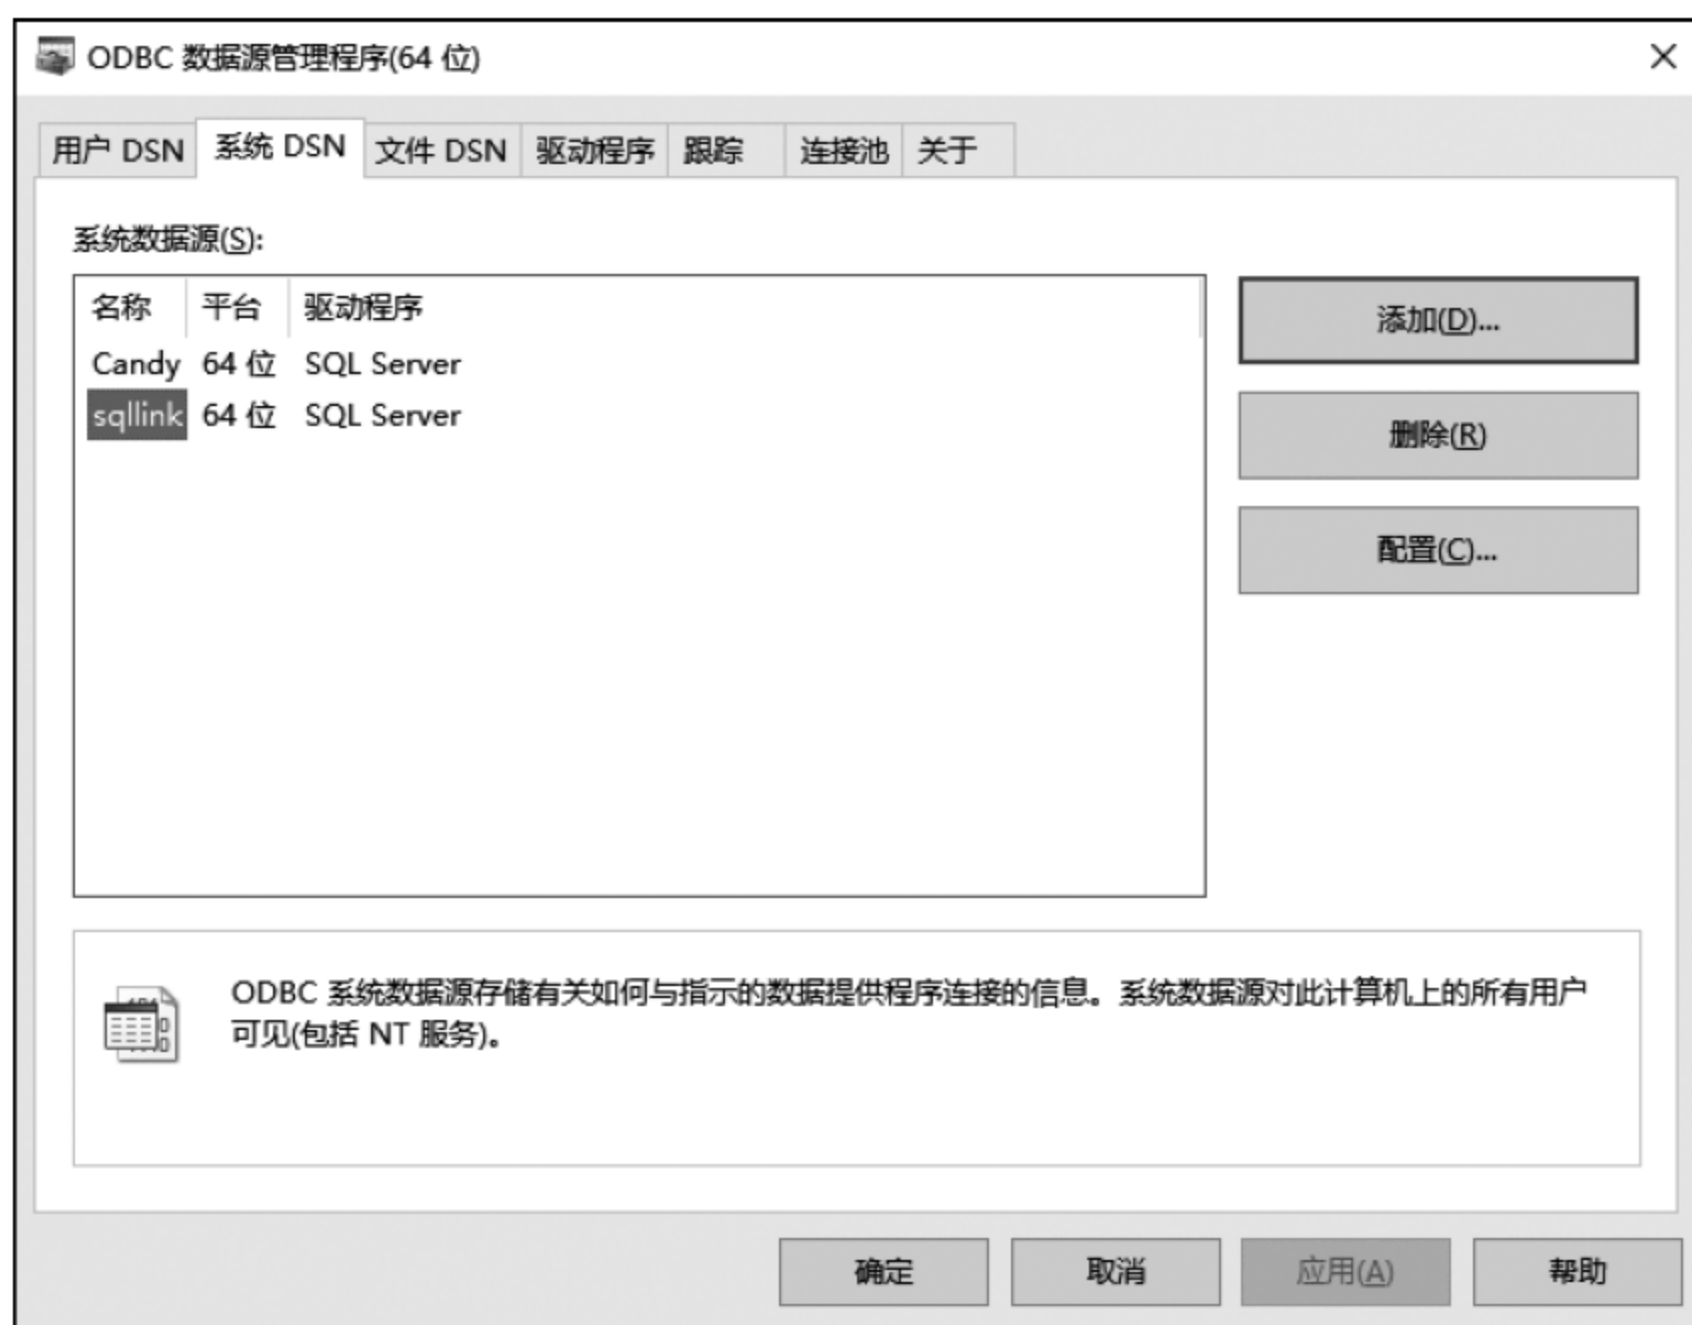 ODBC 数据源管理程序(64 位)
用户 DSN 系统 DSN 文件 DSN 驱动程序 跟踪 连接池 关于
系统数据源(S):
名称 平台 驱动程序
Candy 64 位 SQL Server
sqllink 64 位 SQL Server
添加(D)...
删除(R)
配置(C)...
ODBC 系统数据源存储有关如何与指示的数据提供程序连接的信息。系统数据源对此计算机上的所有用户
可见(包括 NT 服务)。
确定 取消 应用(A) 帮助